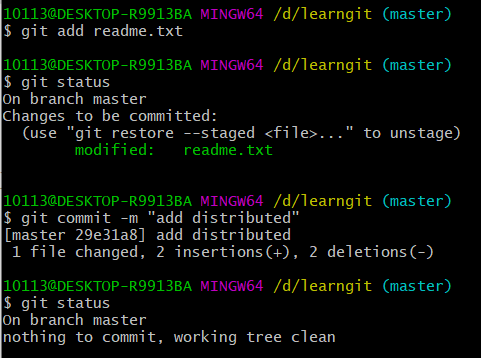 10113@DESKTOP-R9913BA MINGW64 /d/learngit (master)
$ git add readme.txt
10113@DESKTOP-R9913BA MINGW64 /d/learngit (master)
$ git status
On branch master
Changes to be committed:
  (use "git restore --staged <file>..." to unstage)
        modified:   readme.txt
10113@DESKTOP-R9913BA MINGW64 /d/learngit (master)
$ git commit -m "add distributed"
[master 29e31a8] add distributed
 1 file changed, 2 insertions(+), 2 deletions(-)
10113@DESKTOP-R9913BA MINGW64 /d/learngit (master)
$ git status
On branch master
nothing to commit, working tree clean